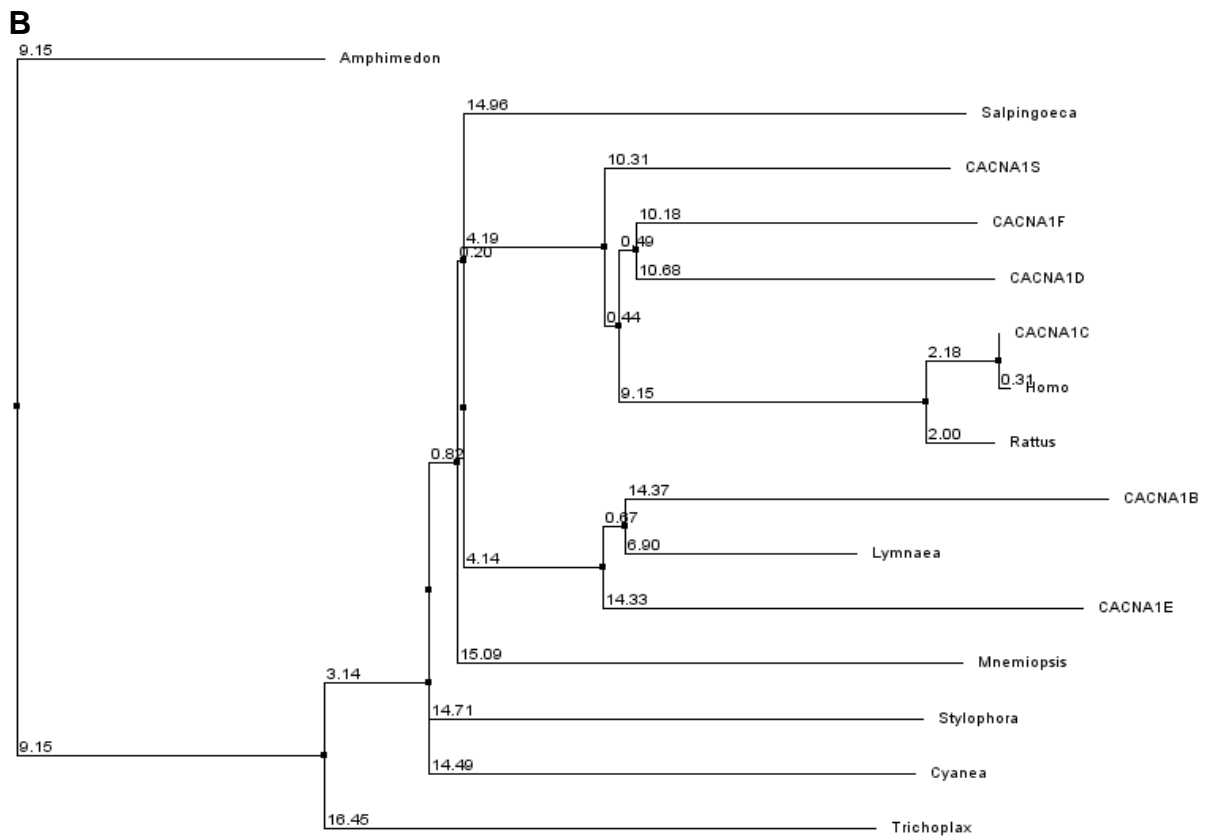 B
9.15
Amphimedon
14.96
Salpingoeca
10.31
CACNA1S
10.18
CACNA1F
4.19
0.49
0.20
10.68
CACNA1D
0.44
CACNA1C
2.18
0.31
Homo
9.15
2.00
Rattus
0.82
14.37
CACNA1B
0.67
6.90
Lymnaea
4.14
14.33
CACNA1E
15.09
Mnemiopsis
3.14
14.71
Stylophora
9.15
14.49
Cyanea
16.45
Trichoplax